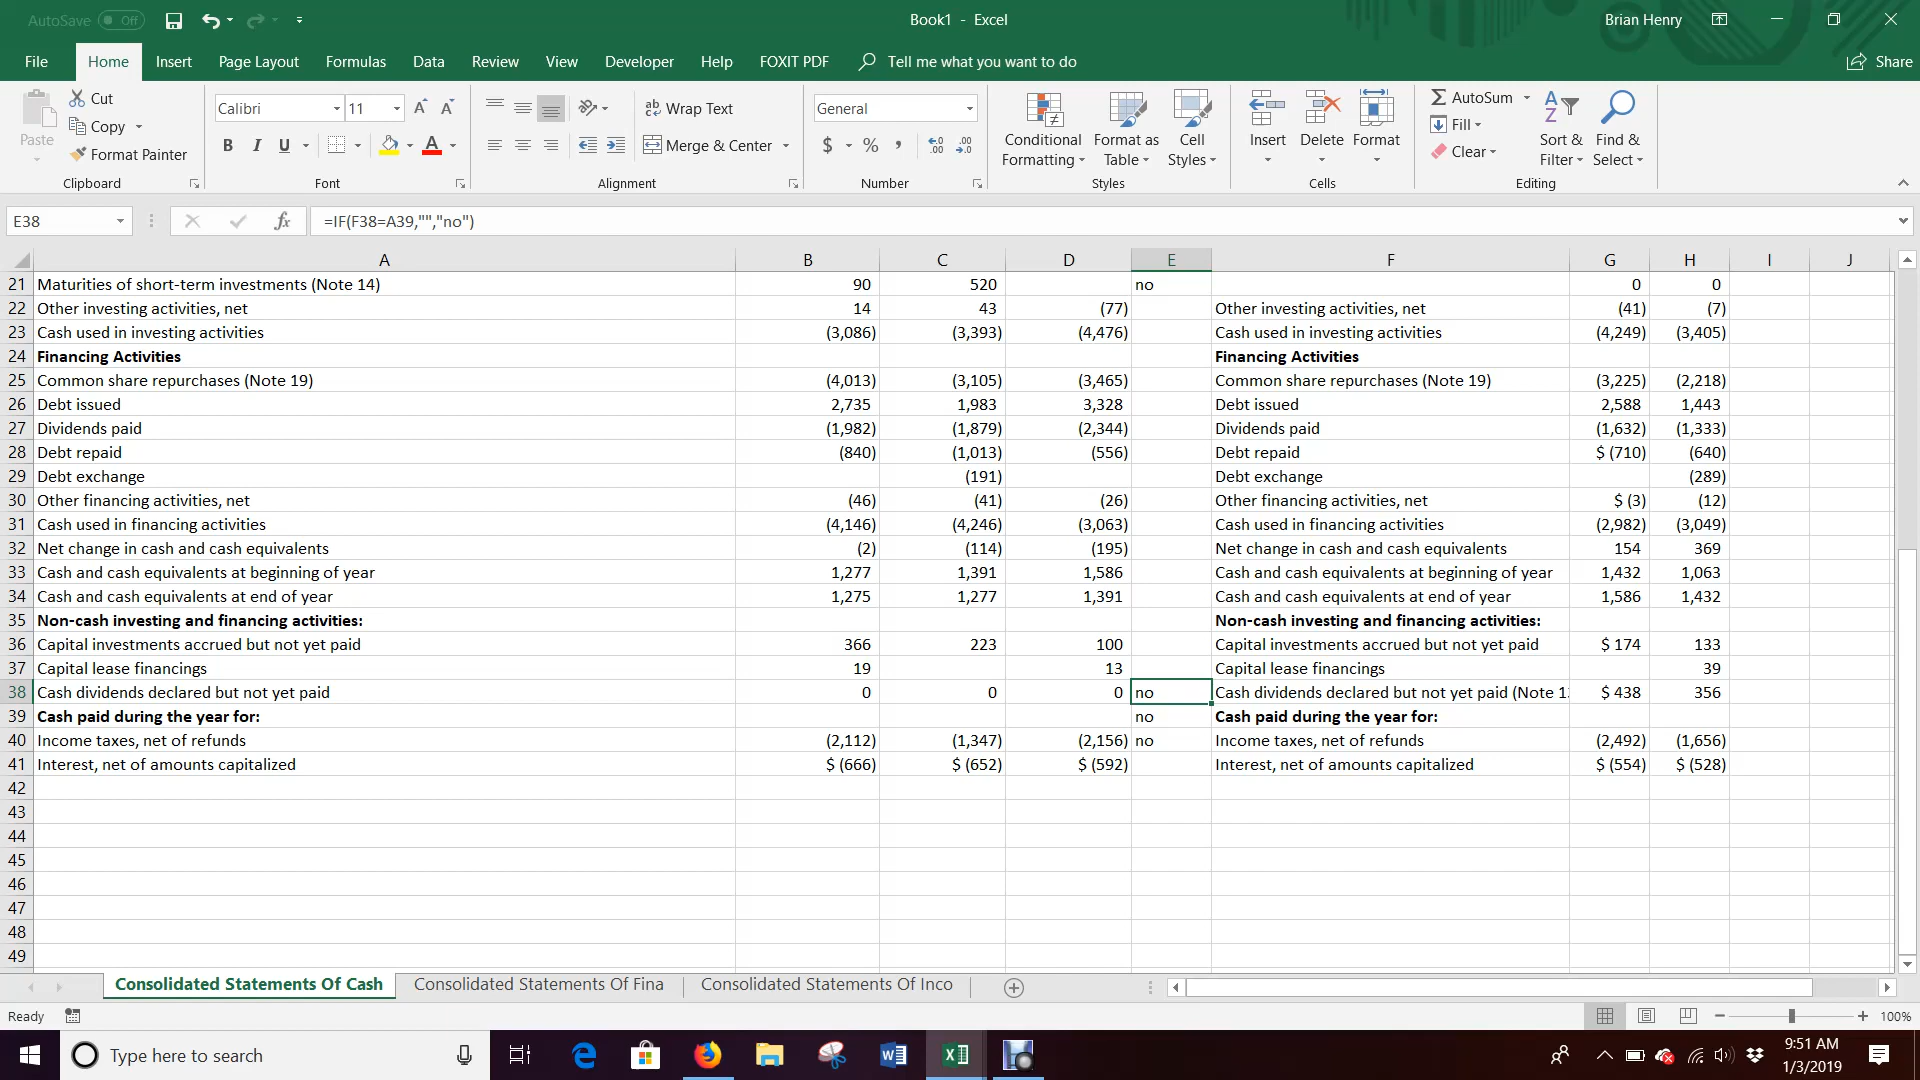 AutoSave Off Book1 - Excel Brian Henry
File Home Insert Page Layout Formulas Data Review View Developer Help FOXIT PDF Tell me what you want to do Share
Paste Cut Copy Format Painter Clipboard
Calibri 11 B I U A Font
Wrap Text Merge & Center Alignment
General $ % , Number
Conditional Formatting Format as Table Cell Styles Styles
Insert Delete Format Cells
AutoSum Fill Clear Sort & Filter Find & Select Editing
E38 fx =IF(F38=A39,"","no")
A B C D E F G H I J
21 Maturities of short-term investments (Note 14) 90 520 no 0 0
22 Other investing activities, net 14 43 (77) Other investing activities, net (41) (7)
23 Cash used in investing activities (3,086) (3,393) (4,476) Cash used in investing activities (4,249) (3,405)
24 Financing Activities Financing Activities
25 Common share repurchases (Note 19) (4,013) (3,105) (3,465) Common share repurchases (Note 19) (3,225) (2,218)
26 Debt issued 2,735 1,983 3,328 Debt issued 2,588 1,443
27 Dividends paid (1,982) (1,879) (2,344) Dividends paid (1,632) (1,333)
28 Debt repaid (840) (1,013) (556) Debt repaid $ (710) (640)
29 Debt exchange (191) Debt exchange (289)
30 Other financing activities, net (46) (41) (26) Other financing activities, net $ (3) (12)
31 Cash used in financing activities (4,146) (4,246) (3,063) Cash used in financing activities (2,982) (3,049)
32 Net change in cash and cash equivalents (2) (114) (195) Net change in cash and cash equivalents 154 369
33 Cash and cash equivalents at beginning of year 1,277 1,391 1,586 Cash and cash equivalents at beginning of year 1,432 1,063
34 Cash and cash equivalents at end of year 1,275 1,277 1,391 Cash and cash equivalents at end of year 1,586 1,432
35 Non-cash investing and financing activities: Non-cash investing and financing activities:
36 Capital investments accrued but not yet paid 366 223 100 Capital investments accrued but not yet paid $ 174 133
37 Capital lease financings 19 13 Capital lease financings 39
38 Cash dividends declared but not yet paid 0 0 0 no Cash dividends declared but not yet paid (Note 1 $ 438 356
39 Cash paid during the year for: no Cash paid during the year for:
40 Income taxes, net of refunds (2,112) (1,347) (2,156) no Income taxes, net of refunds (2,492) (1,656)
41 Interest, net of amounts capitalized $ (666) $ (652) $ (592) Interest, net of amounts capitalized $ (554) $ (528)
42
43
44
45
46
47
48
49
Consolidated Statements Of Cash Consolidated Statements Of Fina Consolidated Statements Of Inco
Ready 100%
Type here to search 9:51 AM
1/3/2019